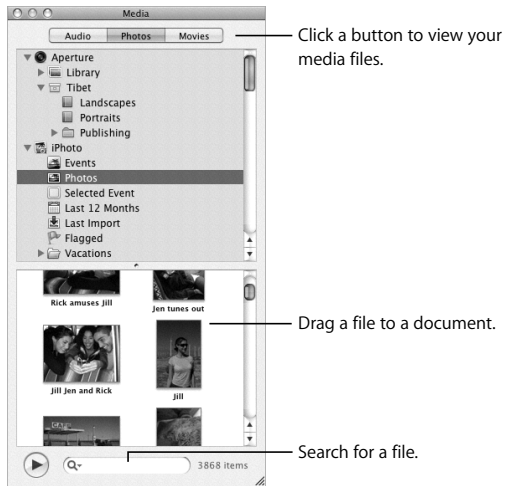 Media
Audio Photos Movies
Click a button to view your
media files.
Aperture
Library
Tibet
Landscapes
Portraits
Publishing
iPhoto
Events
Photos
Selected Event
Last 12 Months
Last Import
Flagged
Vacations
Rick amuses Jill
Jen tunes out
Drag a file to a document.
Jill Jen and Rick
Jill
CAFE
Search for a file.
3868 items